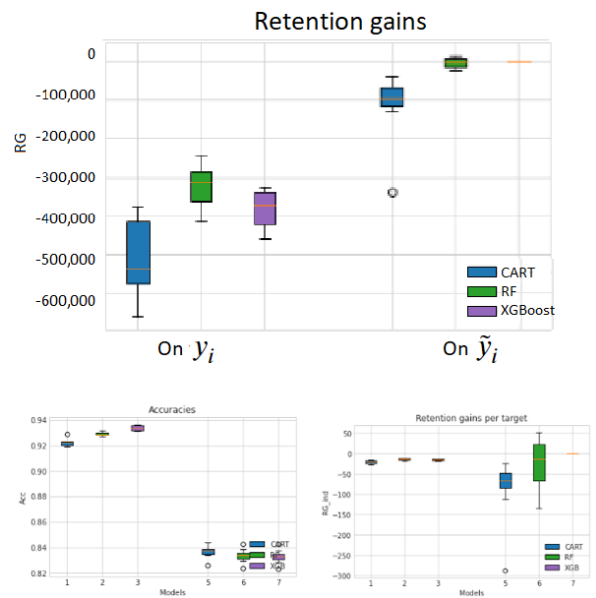 Retention gains
0
-100,000
-200,000
-300,000
-400,000
-500,000
-600,000
RG
CART
RF
XGBoost
On yᵢ
On ỹᵢ
Accuracies
0.94
0.92
0.90
0.88
0.86
0.84
0.82
Acc
CART
XGB
1 2 3 5 6 7
Models
Retention gains per target
50
0
−50
−100
−150
−200
−250
−300
RG_ind
CART
RF
XGB
1 2 3 5 6 7
Models